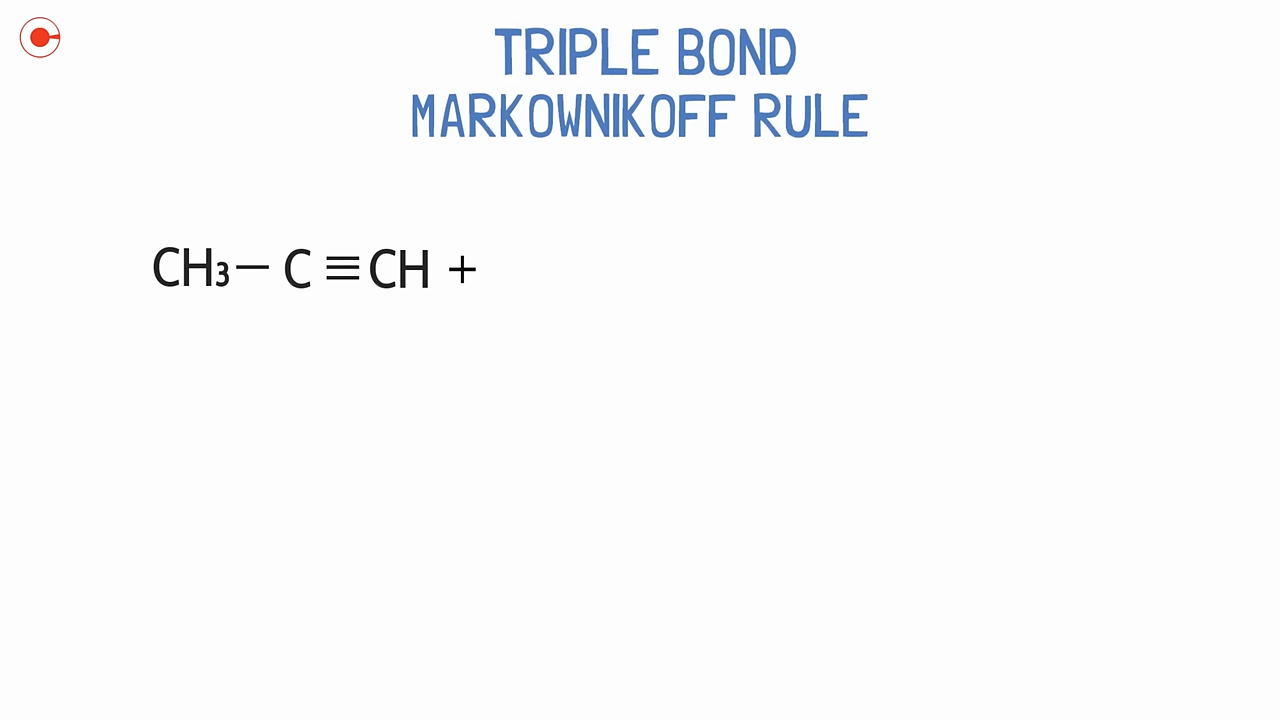 TRIPLE BOND
MARKOWNIKOFF RULE
CH₃— C ≡CH +